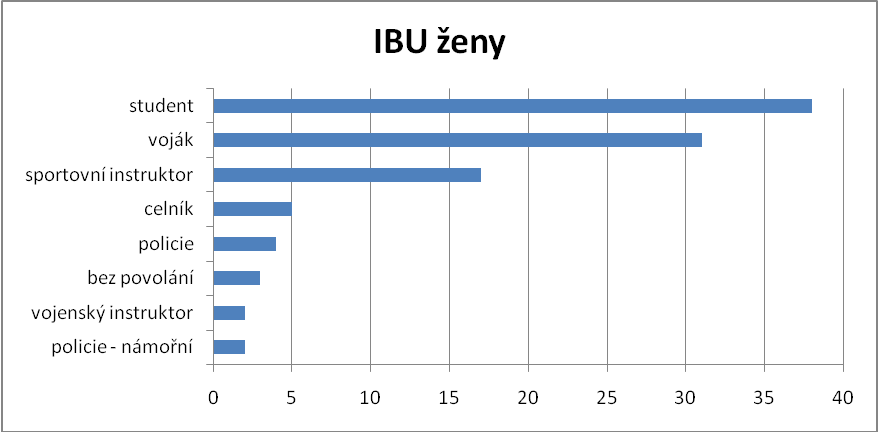 IBU ženy
student
voják
sportovní instruktor
celník
policie
bez povolání
vojenský instruktor
policie - námořní
0 5 10 15 20 25 30 35 40